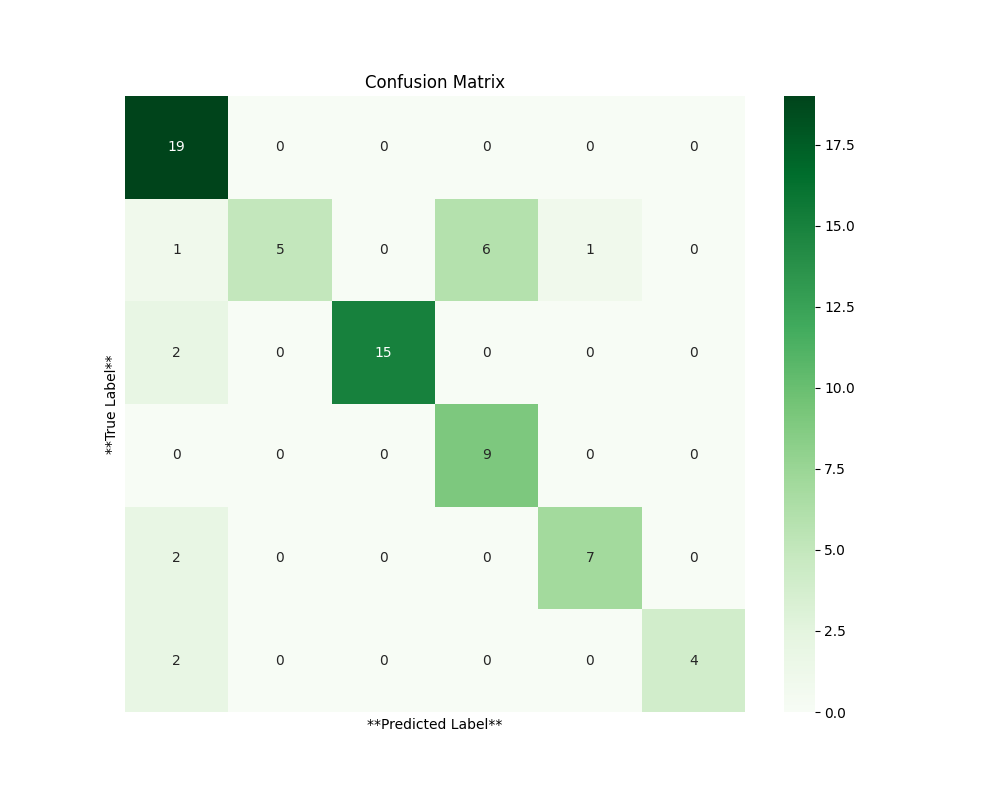 Confusion Matrix
19 0 0 0 0 0
1 5 0 6 1 0
2 0 15 0 0 0
0 0 0 9 0 0
2 0 0 0 7 0
2 0 0 0 0 4
**True Label**
**Predicted Label**
17.5
15.0
12.5
10.0
7.5
5.0
2.5
0.0